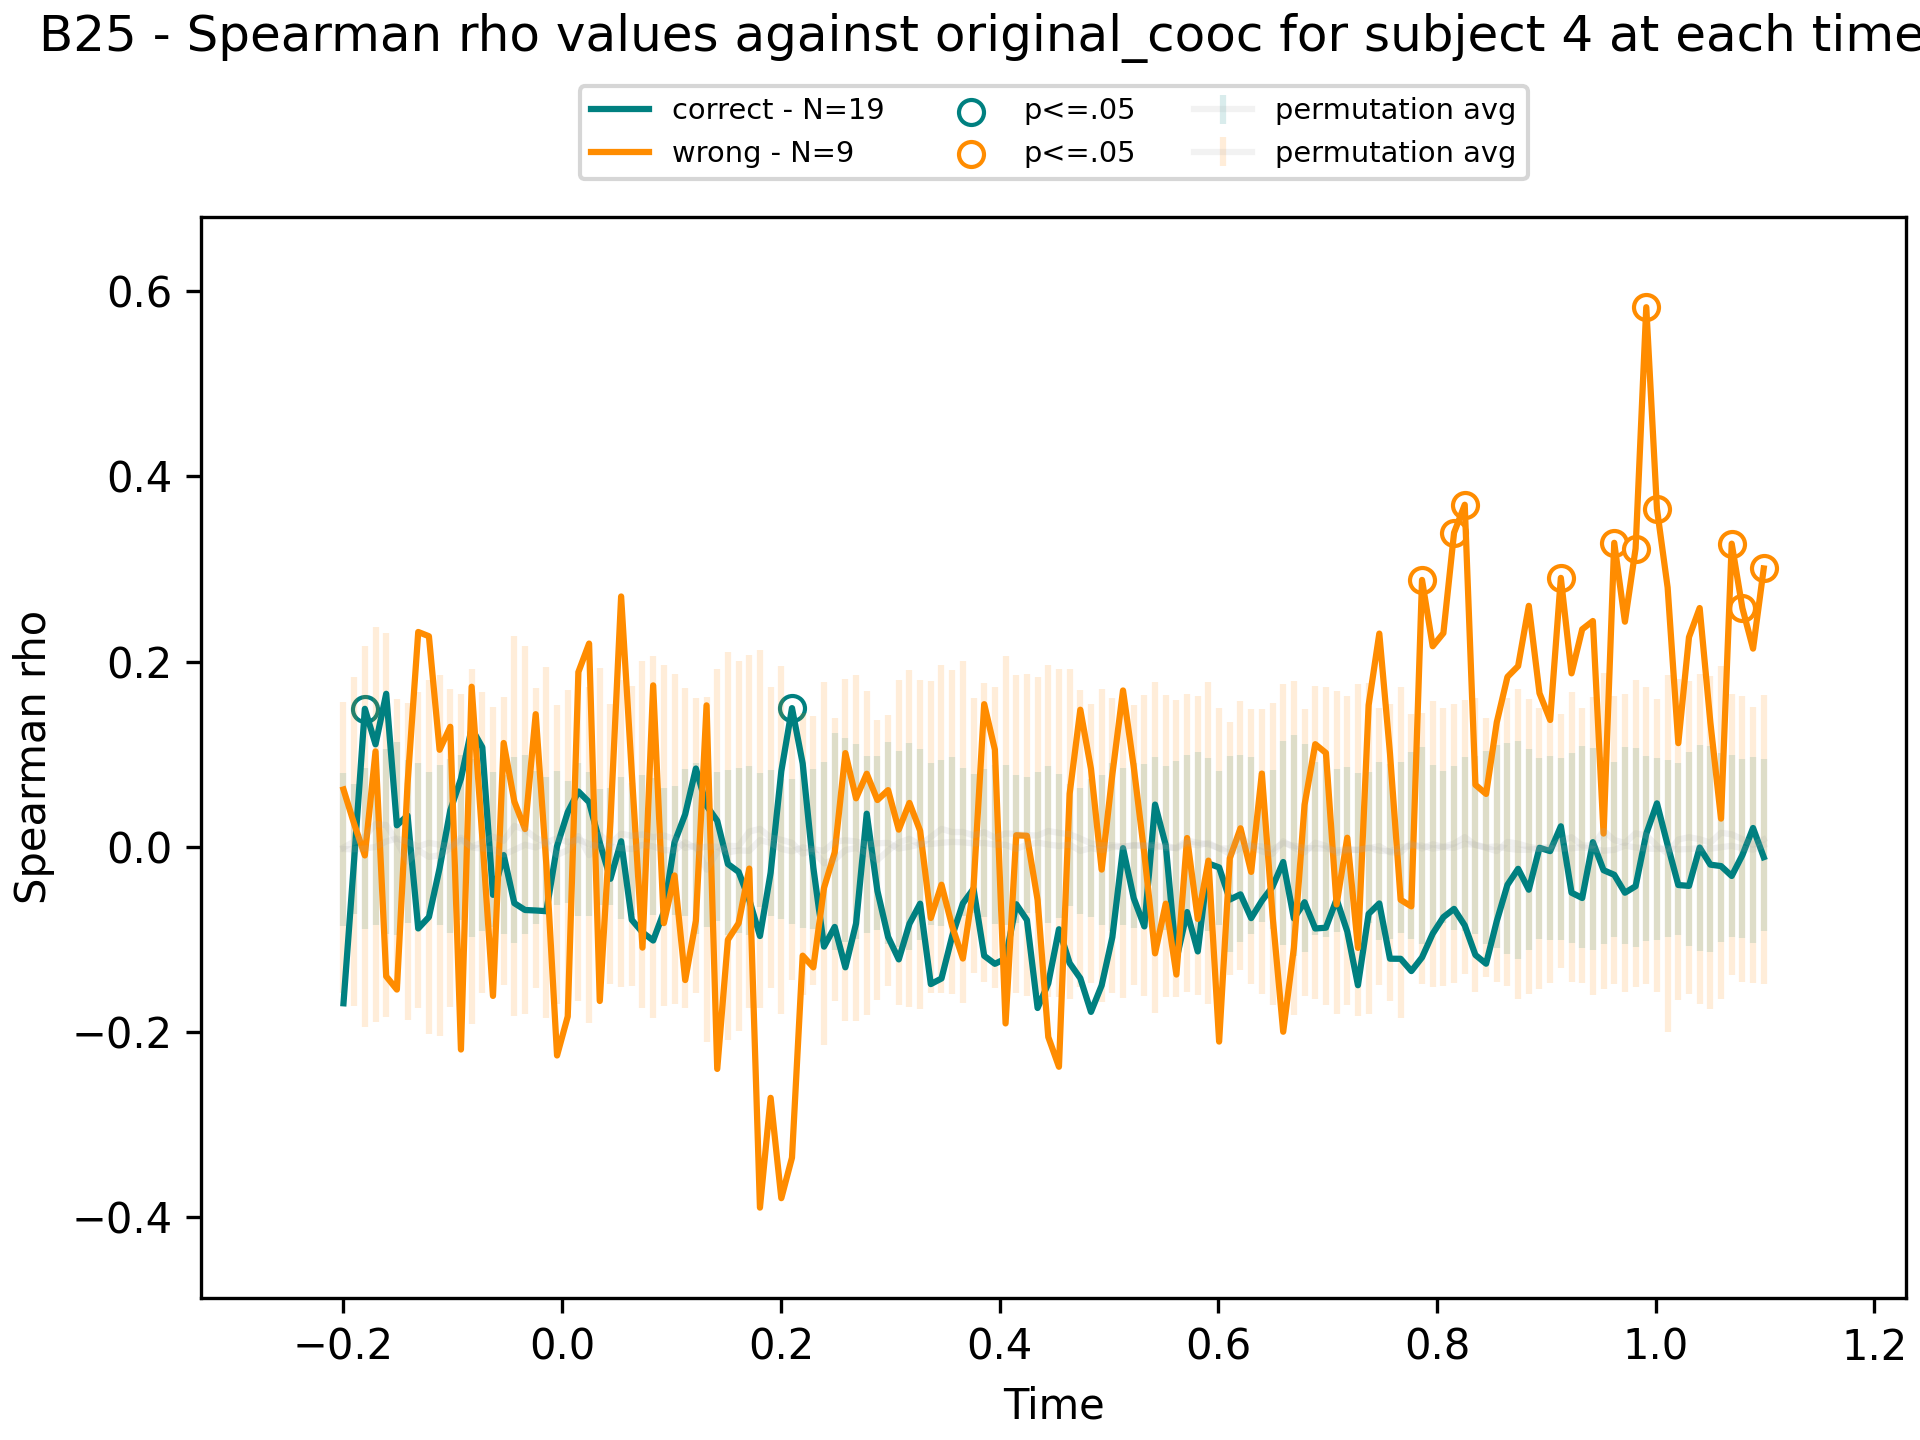 B25 - Spearman rho values against original_cooc for subject 4 at each time
correct - N=19
wrong - N=9
p<=.05
p<=.05
permutation avg
permutation avg
Spearman rho
0.6
0.4
0.2
0.0
−0.2
−0.4
−0.2 0.0 0.2 0.4 0.6 0.8 1.0 1.2
Time